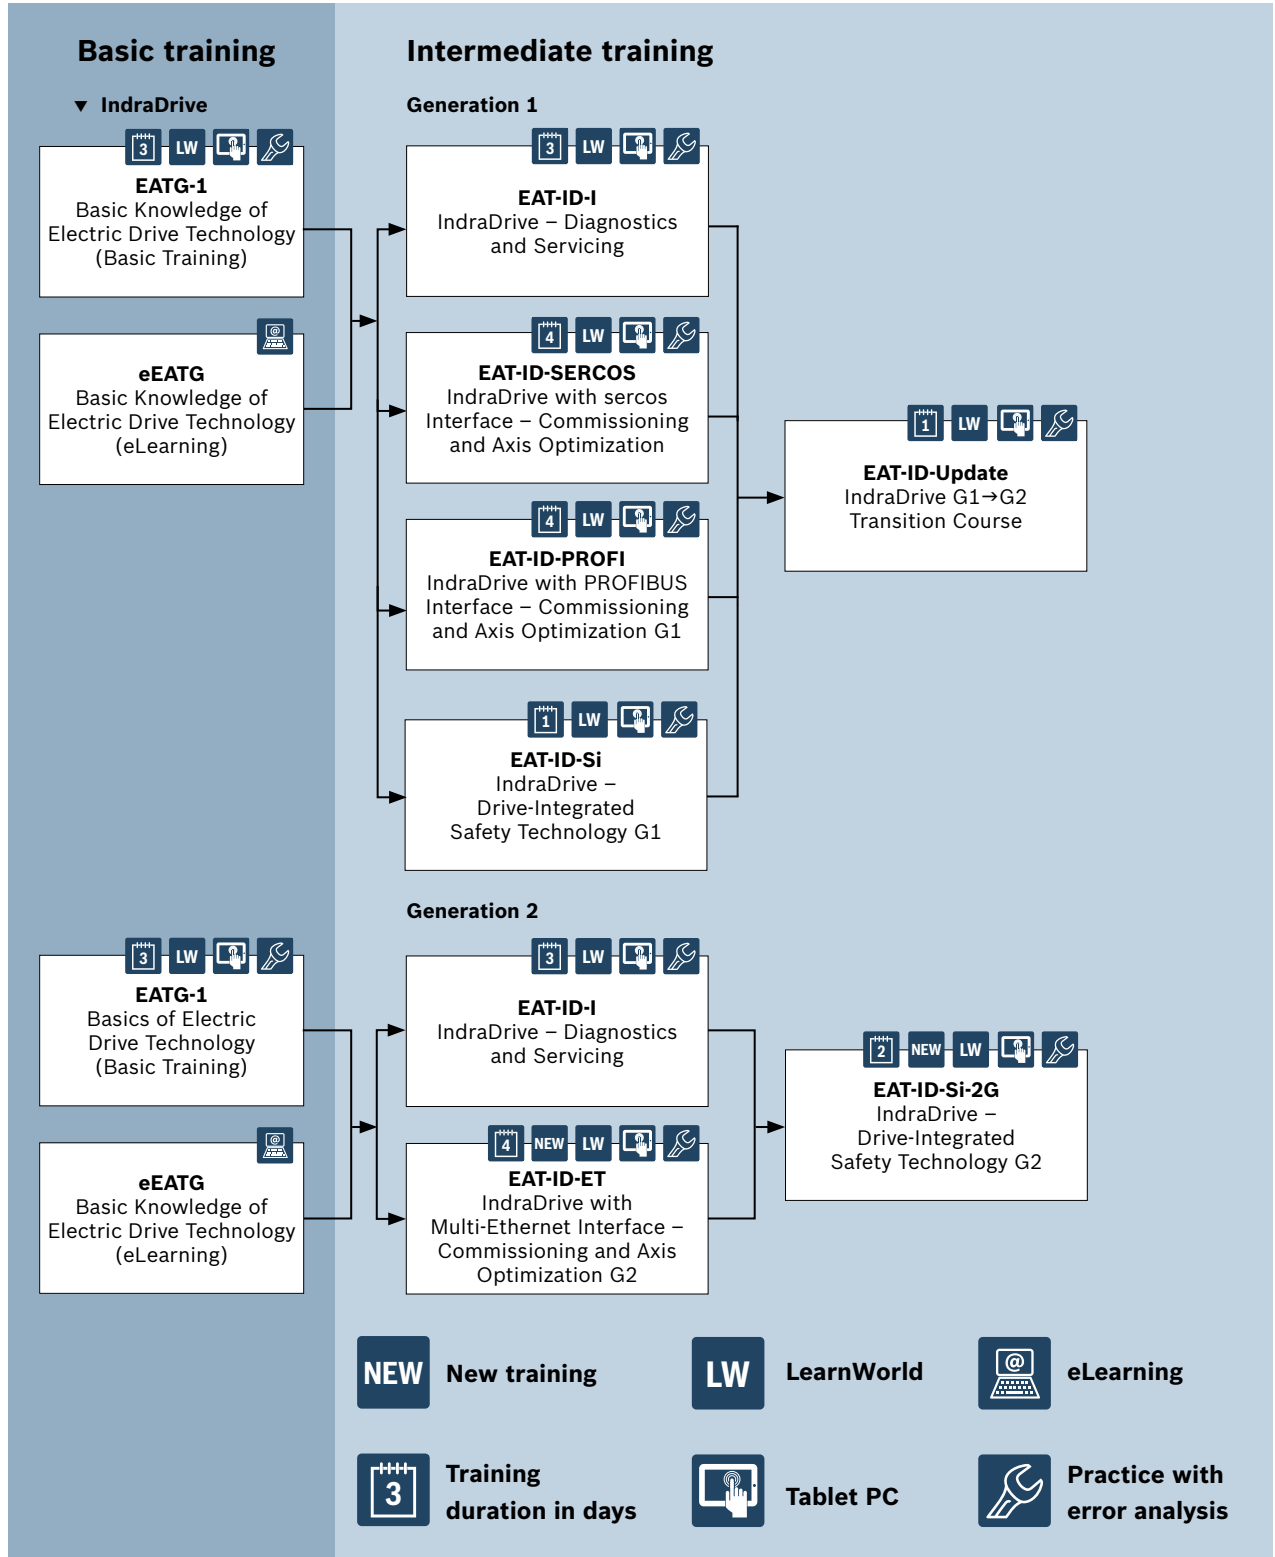 Basic training
Intermediate training
▼ IndraDrive
Generation 1
3 LW
EATG-1
Basic Knowledge of
Electric Drive Technology
(Basic Training)
@
eEATG
Basic Knowledge of
Electric Drive Technology
(eLearning)
3 LW
EAT-ID-I
IndraDrive – Diagnostics
and Servicing
4 LW
EAT-ID-SERCOS
IndraDrive with sercos
Interface – Commissioning
and Axis Optimization
4 LW
EAT-ID-PROFI
IndraDrive with PROFIBUS
Interface – Commissioning
and Axis Optimization G1
1 LW
EAT-ID-Si
IndraDrive –
Drive-Integrated
Safety Technology G1
1 LW
EAT-ID-Update
IndraDrive G1→G2
Transition Course
Generation 2
3 LW
EATG-1
Basics of Electric
Drive Technology
(Basic Training)
@
eEATG
Basic Knowledge of
Electric Drive Technology
(eLearning)
3 LW
EAT-ID-I
IndraDrive – Diagnostics
and Servicing
4 NEW LW
EAT-ID-ET
IndraDrive with
Multi-Ethernet Interface –
Commissioning and Axis
Optimization G2
2 NEW LW
EAT-ID-Si-2G
IndraDrive –
Drive-Integrated
Safety Technology G2
NEW New training
LW LearnWorld
@ eLearning
3 Training
duration in days
Tablet PC
Practice with
error analysis